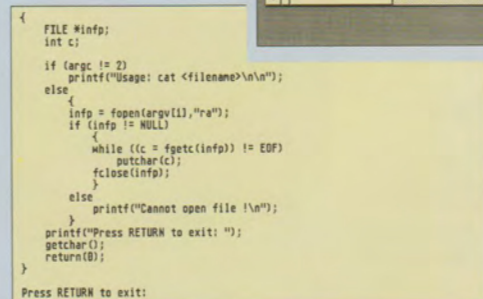 {
FILE *infp;
int c;
if (argc != 2)
printf("Usage: cat <filename>\n\n");
else
{
infp = fopen(argv[i],"ra");
if (infp != NULL)
{
while ((c = fgetc(infp)) != EOF)
putchar(c);
fclose(infp);
}
else
printf("Cannot open file !\n");
}
printf("Press RETURN to exit: ");
getchar();
return(0);
}
Press RETURN to exit: